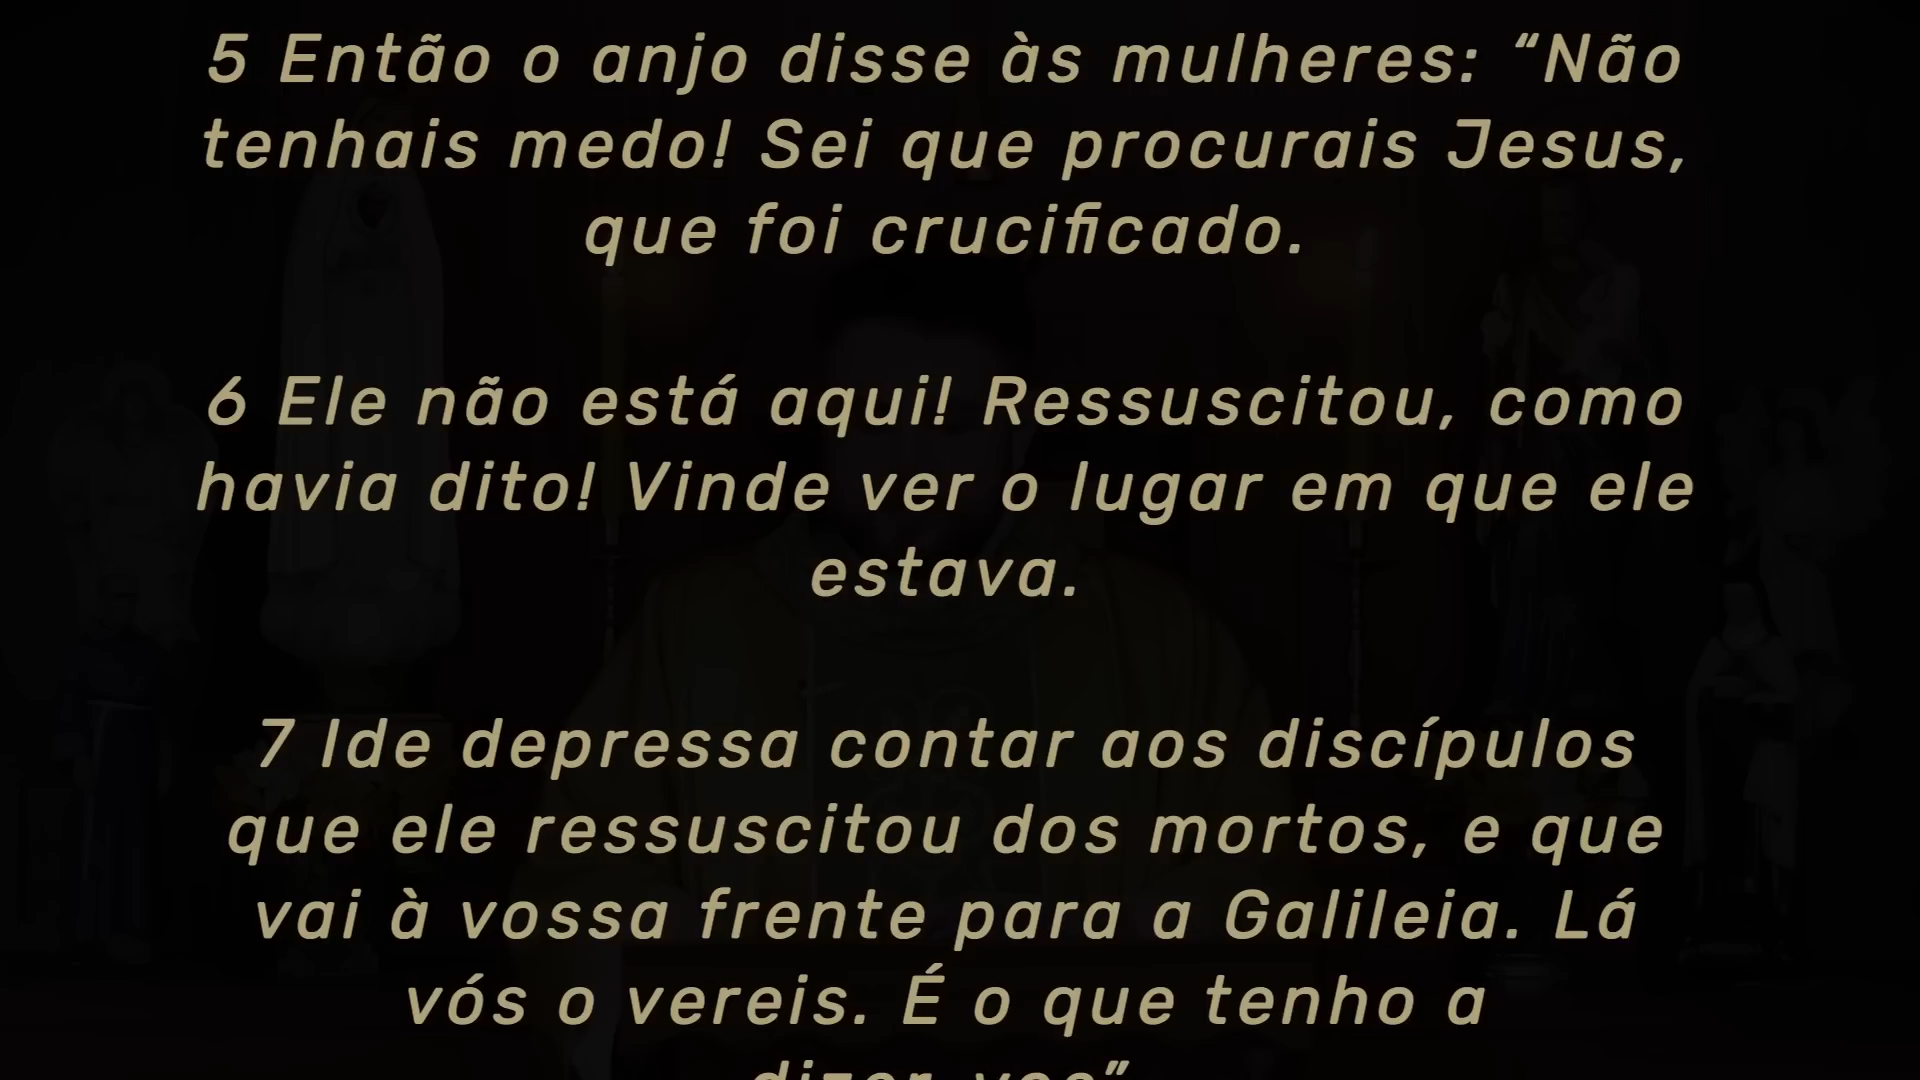 5 Então o anjo disse às mulheres: “Não
tenhais medo! Sei que procurais Jesus,
que foi crucificado.
6 Ele não está aqui! Ressuscitou, como
havia dito! Vinde ver o lugar em que ele
estava.
7 Ide depressa contar aos discípulos
que ele ressuscitou dos mortos, e que
vai à vossa frente para a Galileia. Lá
vós o vereis. É o que tenho a
dizer-vos”